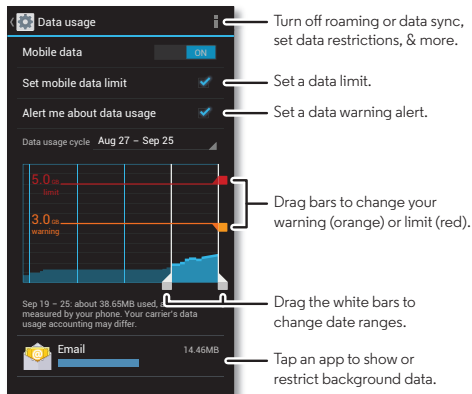 Data usage
Mobile data
ON
Set mobile data limit
Alert me about data usage
Data usage cycle Aug 27 – Sep 25
5.0 GB
limit
3.0 GB
warning
Sep 19 – 25: about 38.65MB used, a
measured by your phone. Your carrier's data
usage accounting may differ.
Email
14.46MB
Turn off roaming or data sync,
set data restrictions, & more.
Set a data limit.
Set a data warning alert.
Drag bars to change your
warning (orange) or limit (red).
Drag the white bars to
change date ranges.
Tap an app to show or
restrict background data.